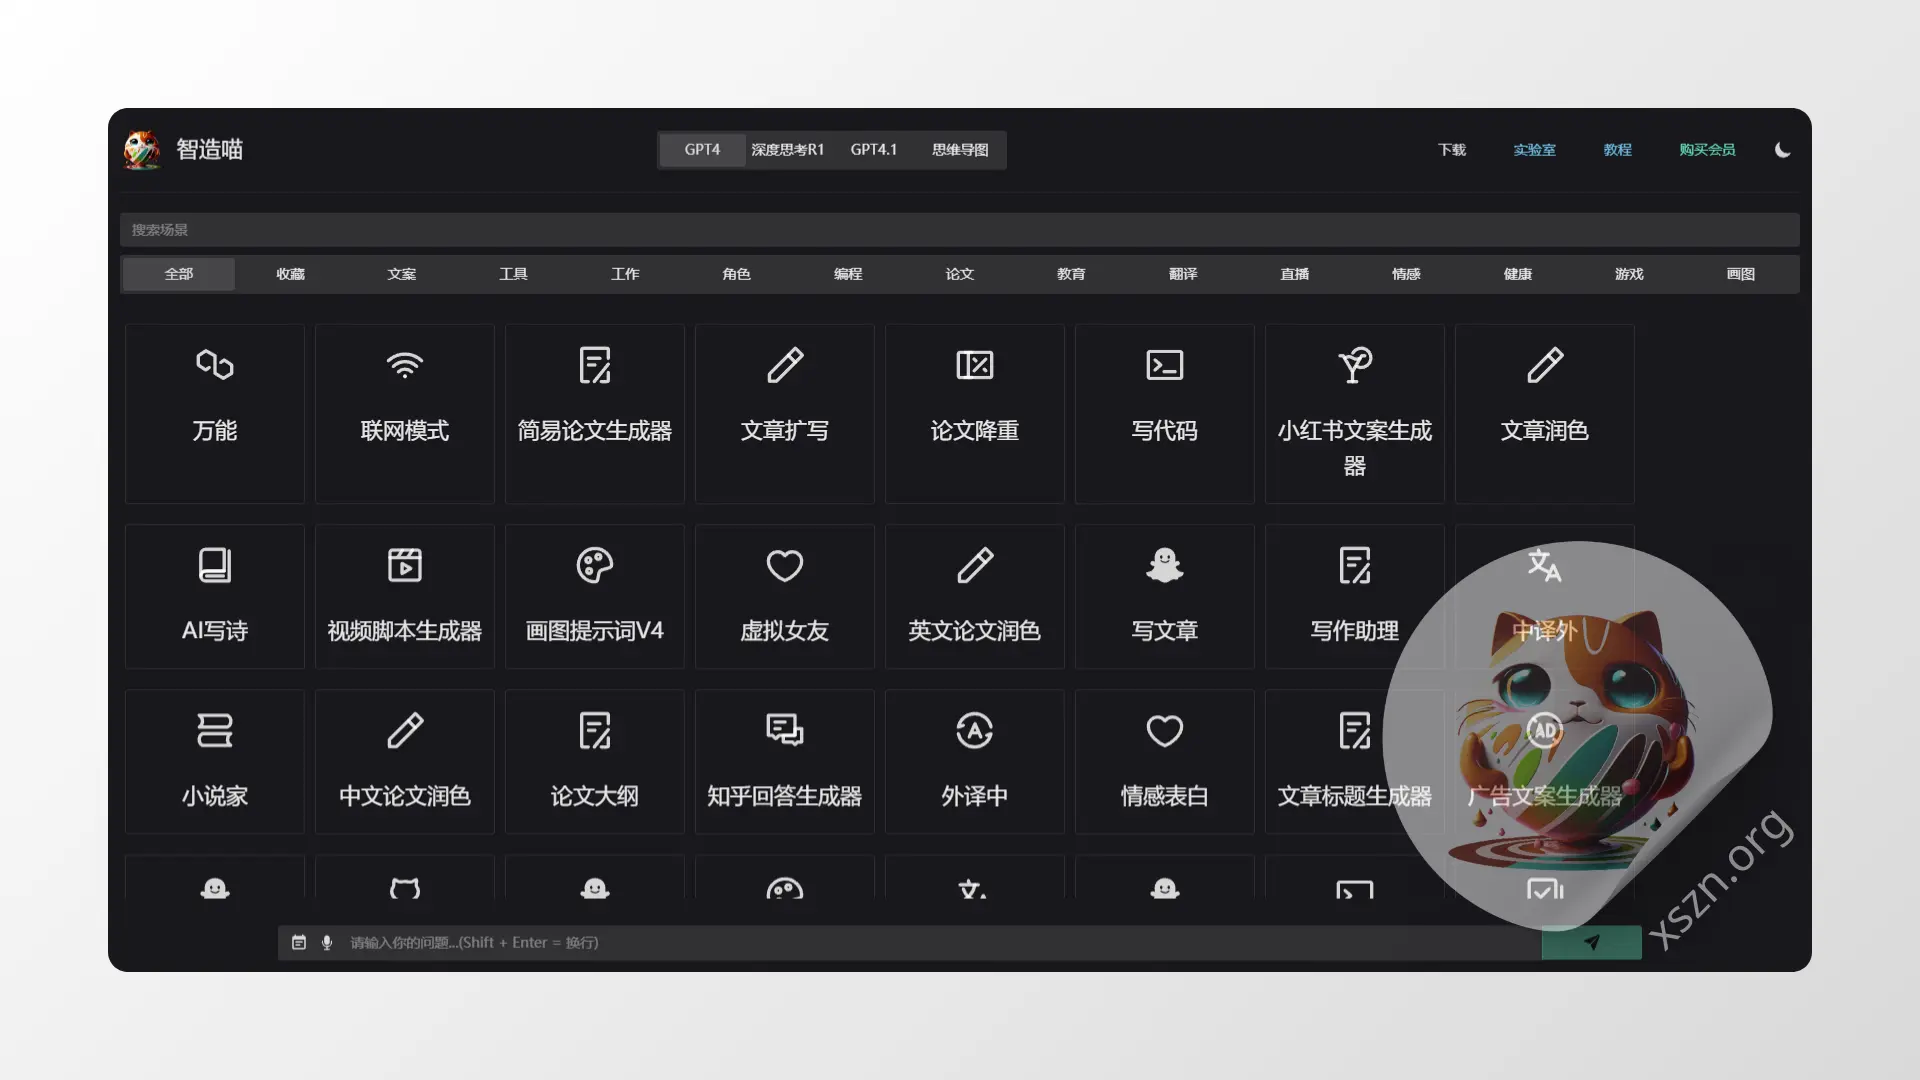 智造喵
GPT4
深度思考R1
GPT4.1
思维导图
下载
实验室
教程
购买会员
搜索场景
全部
收藏
文案
工具
工作
角色
编程
论文
教育
翻译
直播
情感
健康
游戏
画图
万能
联网模式
简易论文生成器
文章扩写
论文降重
写代码
小红书文案生成
器
文章润色
AI写诗
视频脚本生成器
画图提示词V4
虚拟女友
英文论文润色
写文章
写作助理
中译外
小说家
中文论文润色
论文大纲
知乎回答生成器
外译中
情感表白
文章标题生成器
AD
广告文案生成器
请输入你的问题...(Shift + Enter = 换行)
xszn.org